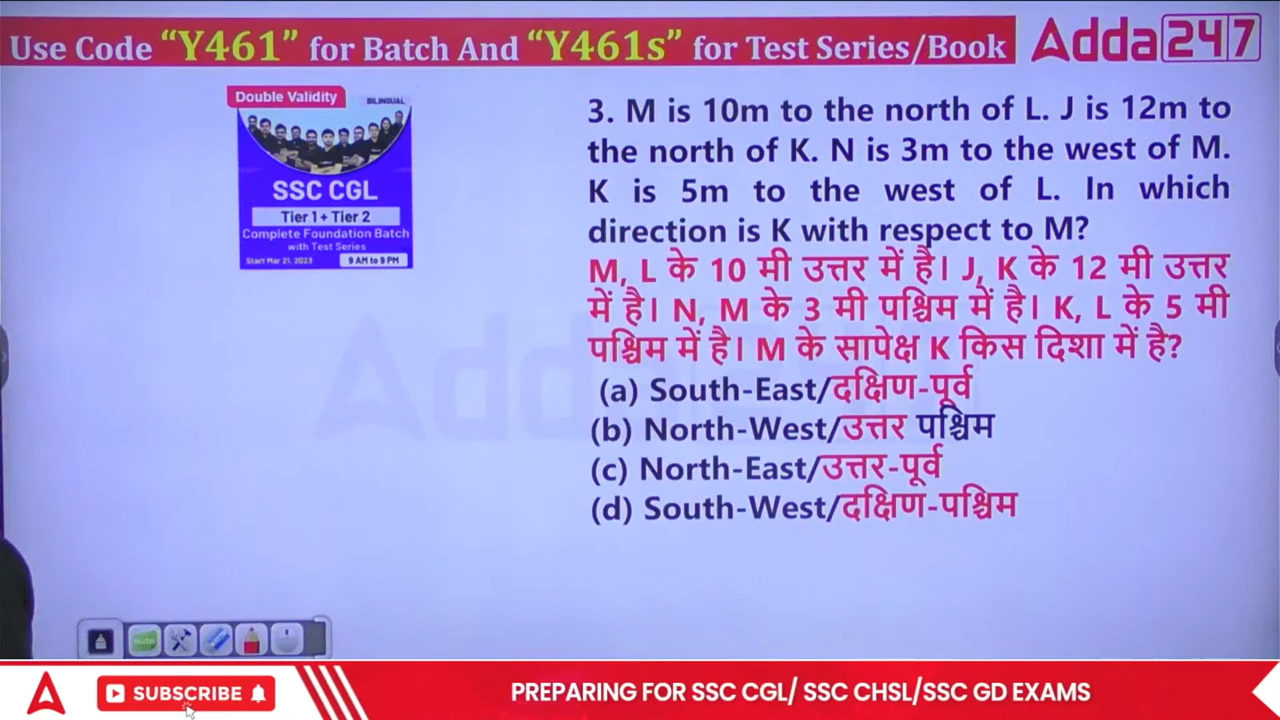 Use Code “Y461” for Batch And “Y461s” for Test Series/Book
Adda247
Double Validity
BILINGUAL
SSC CGL
Tier 1 + Tier 2
Complete Foundation Batch
with Test Series
Start Mar 21, 2023
9 AM to 9 PM
3. M is 10m to the north of L. J is 12m to
the north of K. N is 3m to the west of M.
K is 5m to the west of L. In which
direction is K with respect to M?
M, L के 10 मी उत्तर में है। J, K के 12 मी उत्तर
में है। N, M के 3 मी पश्चिम में है। K, L के 5 मी
पश्चिम में है। M के सापेक्ष K किस दिशा में है?
(a) South-East/दक्षिण-पूर्व
(b) North-West/उत्तर पश्चिम
(c) North-East/उत्तर-पूर्व
(d) South-West/दक्षिण-पश्चिम
SUBSCRIBE
PREPARING FOR SSC CGL/ SSC CHSL/SSC GD EXAMS